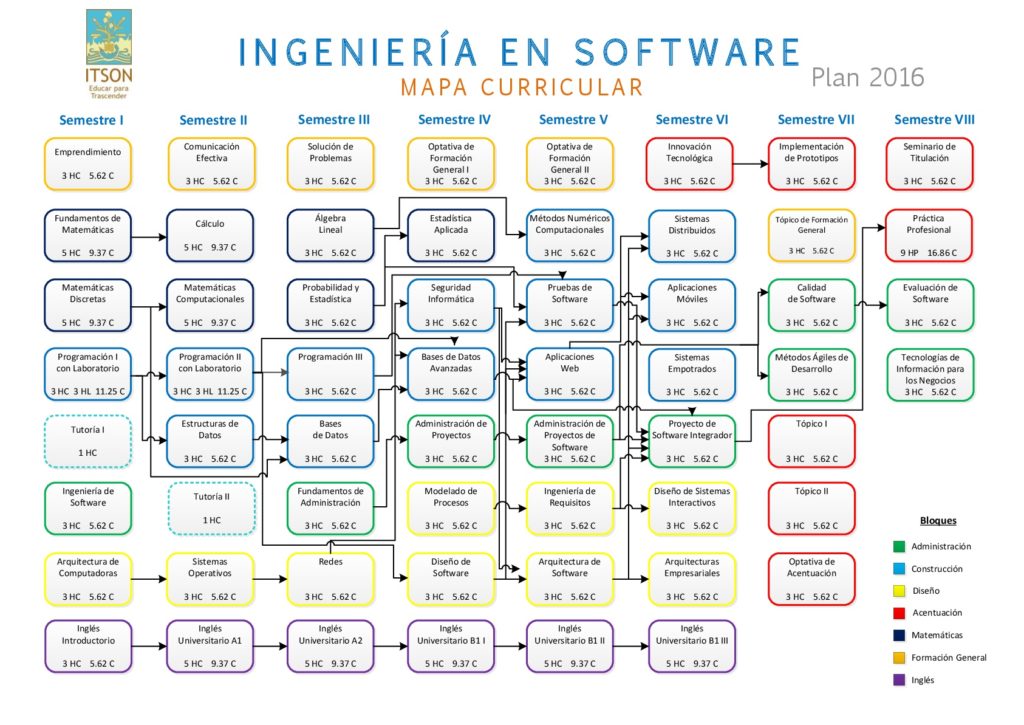 ITSON
Educar para
Trascender
INGENIERÍA EN SOFTWARE
MAPA CURRICULAR
Plan 2016
Semestre I
Semestre II
Semestre III
Semestre IV
Semestre V
Semestre VI
Semestre VII
Semestre VIII
Emprendimiento
3 HC 5.62 C
Comunicación
Efectiva
3 HC 5.62 C
Solución de
Problemas
3 HC 5.62 C
Optativa de
Formación
General I
3 HC 5.62 C
Optativa de
Formación
General II
3 HC 5.62 C
Innovación
Tecnológica
3 HC 5.62 C
Implementación
de Prototipos
3 HC 5.62 C
Seminario de
Titulación
3 HC 5.62 C
Fundamentos de
Matemáticas
5 HC 9.37 C
Cálculo
5 HC 9.37 C
Álgebra
Lineal
3 HC 5.62 C
Estadística
Aplicada
3 HC 5.62 C
Métodos Numéricos
Computacionales
3 HC 5.62 C
Sistemas
Distribuidos
3 HC 5.62 C
Tópico de Formación
General
3 HC 5.62 C
Práctica
Profesional
9 HP 16.86 C
Matemáticas
Discretas
5 HC 9.37 C
Matemáticas
Computacionales
5 HC 9.37 C
Probabilidad y
Estadística
3 HC 5.62 C
Seguridad
Informática
3 HC 5.62 C
Pruebas de
Software
3 HC 5.62 C
Aplicaciones
Móviles
3 HC 5.62 C
Calidad
de Software
3 HC 5.62 C
Evaluación de
Software
3 HC 5.62 C
Programación I
con Laboratorio
3 HC 3 HL 11.25 C
Programación II
con Laboratorio
3 HC 3 HL 11.25 C
Programación III
3 HC 5.62 C
Bases de Datos
Avanzadas
3 HC 5.62 C
Aplicaciones
Web
3 HC 5.62 C
Sistemas
Empotrados
3 HC 5.62 C
Métodos Ágiles de
Desarrollo
3 HC 5.62 C
Tecnologías de
Información para
los Negocios
3 HC 5.62 C
Tutoría I
1 HC
Estructuras de
Datos
3 HC 5.62 C
Bases
de Datos
3 HC 5.62 C
Administración de
Proyectos
3 HC 5.62 C
Administración de
Proyectos de
Software
3 HC 5.62 C
Proyecto de
Software Integrador
3 HC 5.62 C
Tópico I
3 HC 5.62 C
Ingeniería de
Software
3 HC 5.62 C
Tutoría II
1 HC
Fundamentos de
Administración
3 HC 5.62 C
Modelado de
Procesos
3 HC 5.62 C
Ingeniería de
Requisitos
3 HC 5.62 C
Diseño de Sistemas
Interactivos
3 HC 5.62 C
Tópico II
3 HC 5.62 C
Arquitectura de
Computadoras
3 HC 5.62 C
Sistemas
Operativos
3 HC 5.62 C
Redes
3 HC 5.62 C
Diseño de
Software
3 HC 5.62 C
Arquitectura de
Software
3 HC 5.62 C
Arquitecturas
Empresariales
3 HC 5.62 C
Optativa de
Acentuación
3 HC 5.62 C
Inglés
Introductorio
3 HC 5.62 C
Inglés
Universitario A1
5 HC 9.37 C
Inglés
Universitario A2
5 HC 9.37 C
Inglés
Universitario B1 I
5 HC 9.37 C
Inglés
Universitario B1 II
5 HC 9.37 C
Inglés
Universitario B1 III
5 HC 9.37 C
Bloques
Administración
Construcción
Diseño
Acentuación
Matemáticas
Formación General
Inglés